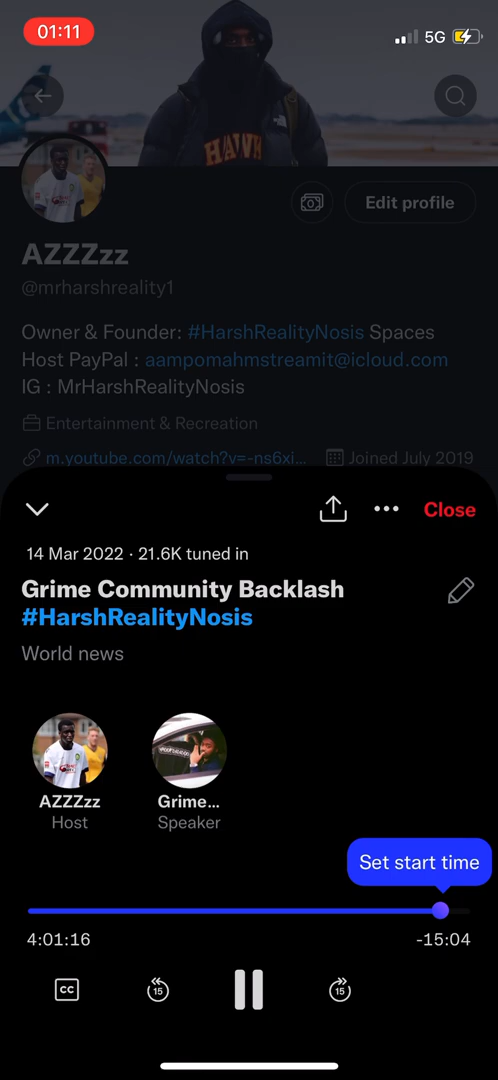 01:11
5G
HAWH
Edit profile
AZZZzz
@mrharshreality1
Owner & Founder: #HarshRealityNosis Spaces
Host PayPal : aampomahmstreamit@icloud.com
IG : MrHarshRealityNosis
Entertainment & Recreation
m.youtube.com/watch?v=-ns6xi... Joined July 2019
Close
14 Mar 2022 · 21.6K tuned in
Grime Community Backlash
#HarshRealityNosis
World news
AZZZzz
Host
Grime...
Speaker
Set start time
4:01:16
-15:04
CC
15
15